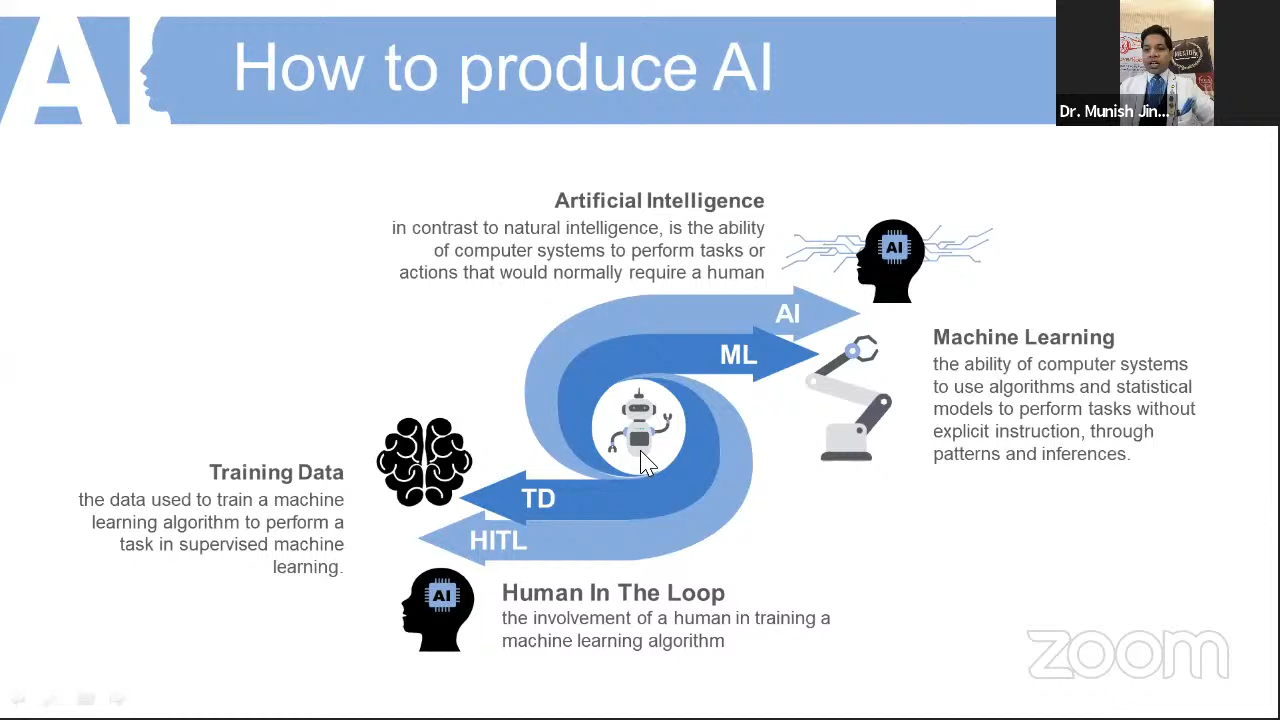 AI
How to produce AI
Dr. Munish Jin...
Artificial Intelligence
in contrast to natural intelligence, is the ability
of computer systems to perform tasks or
actions that would normally require a human
AI
AI
ML
Machine Learning
the ability of computer systems
to use algorithms and statistical
models to perform tasks without
explicit instruction, through
patterns and inferences.
Training Data
the data used to train a machine
learning algorithm to perform a
task in supervised machine
learning.
TD
HITL
AI
Human In The Loop
the involvement of a human in training a
machine learning algorithm
zoom